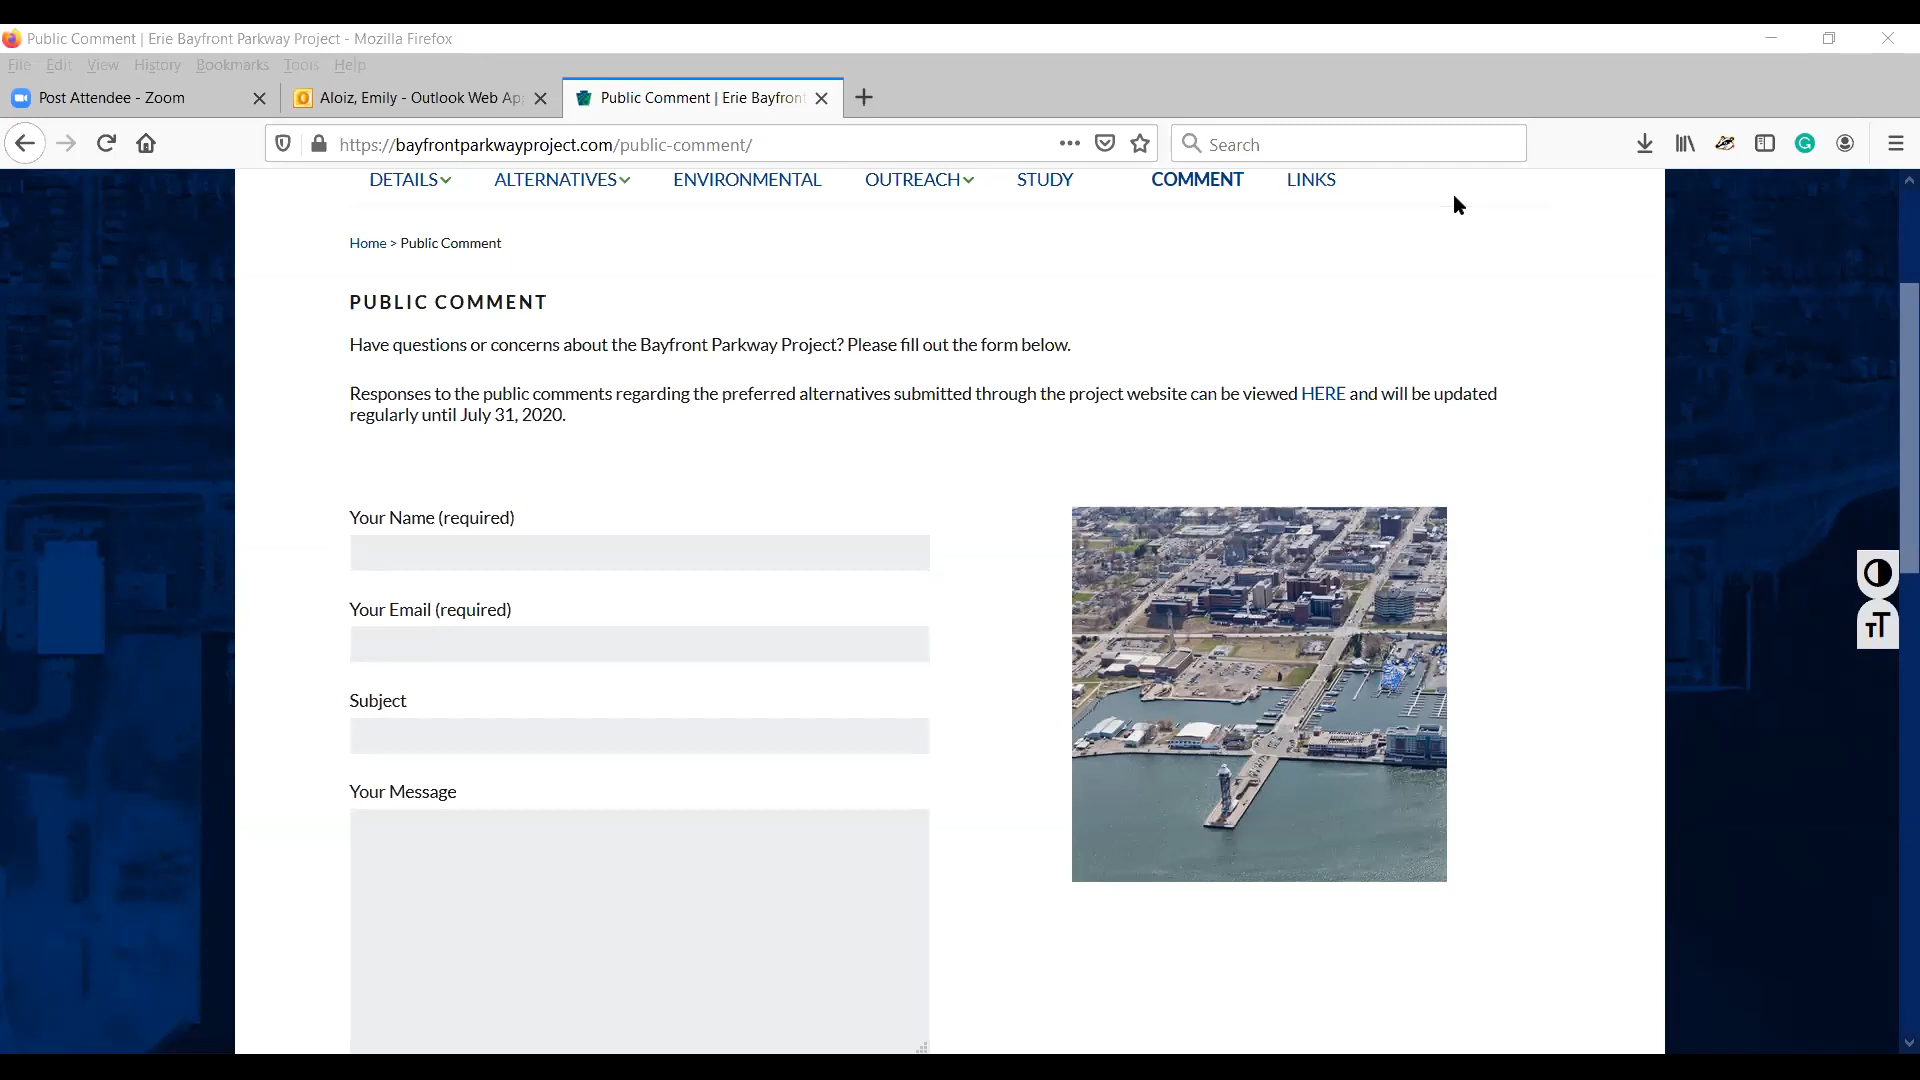 Public Comment | Erie Bayfront Parkway Project - Mozilla Firefox
File Edit View History Bookmarks Tools Help
Post Attendee - Zoom
Aloiz, Emily - Outlook Web Ap
Public Comment | Erie Bayfront
https://bayfrontparkwayproject.com/public-comment/
Search
DETAILS ALTERNATIVES ENVIRONMENTAL OUTREACH STUDY COMMENT LINKS
Home > Public Comment
PUBLIC COMMENT
Have questions or concerns about the Bayfront Parkway Project? Please fill out the form below.
Responses to the public comments regarding the preferred alternatives submitted through the project website can be viewed HERE and will be updated
regularly until July 31, 2020.
Your Name (required)
Your Email (required)
Subject
Your Message
TT